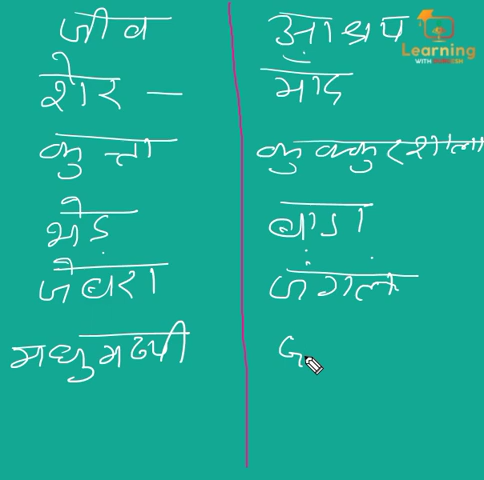 जीव आश्रय
Learning
शेर – माँद
कुत्ता कुक्कुरशाला
भेड़ बाडा
जेबरा जंगल
मधुमक्खी